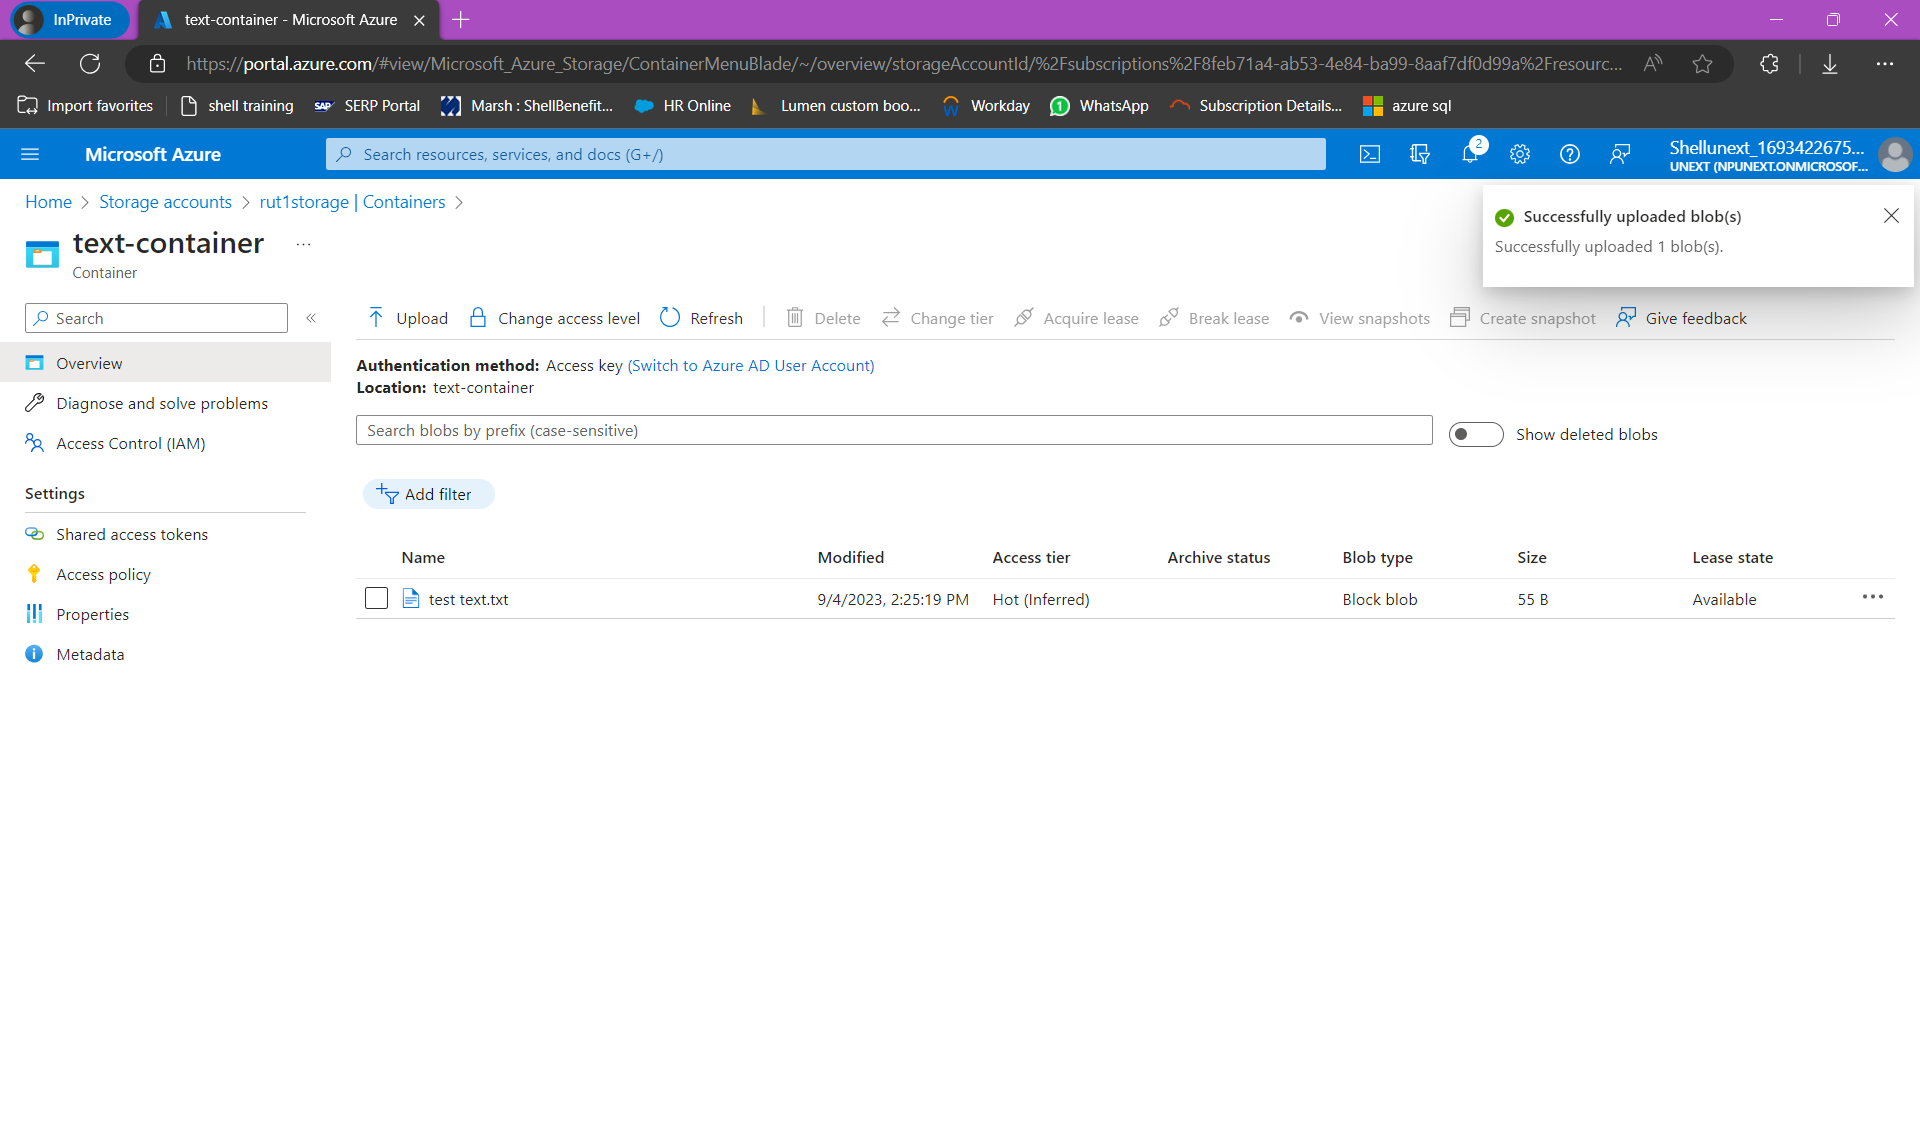 InPrivate
text-container - Microsoft Azure
https://portal.azure.com/#view/Microsoft_Azure_Storage/ContainerMenuBlade/~/overview/storageAccountId/%2Fsubscriptions%2F8feb71a4-ab53-4e84-ba99-8aaf7df0d99a%2Fresourc...
Import favorites
shell training
SAP
SERP Portal
Marsh : ShellBenefit...
HR Online
Lumen custom boo...
Workday
1
WhatsApp
Subscription Details...
azure sql
Microsoft Azure
Search resources, services, and docs (G+/)
2
Shellunext_1693422675...
UNEXT (NPUNEXT.ONMICROSOF...
Home > Storage accounts > rut1storage | Containers >
text-container ...
Container
Successfully uploaded blob(s)
Successfully uploaded 1 blob(s).
Search
Overview
Diagnose and solve problems
Access Control (IAM)
Settings
Shared access tokens
Access policy
Properties
Metadata
Upload Change access level Refresh Delete Change tier Acquire lease Break lease View snapshots Create snapshot Give feedback
Authentication method: Access key (Switch to Azure AD User Account)
Location: text-container
Search blobs by prefix (case-sensitive)
Show deleted blobs
Add filter
Name Modified Access tier Archive status Blob type Size Lease state
test text.txt 9/4/2023, 2:25:19 PM Hot (Inferred) Block blob 55 B Available